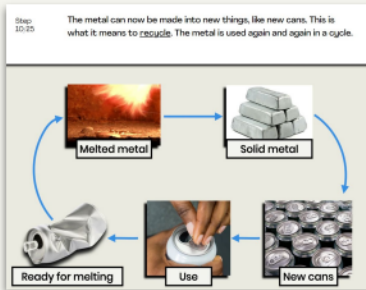 Step
10:25
The metal can now be made into new things, like new cans. This is
what it means to recycle. The metal is used again and again in a cycle.
Melted metal
Solid metal
Ready for melting
Use
New cans